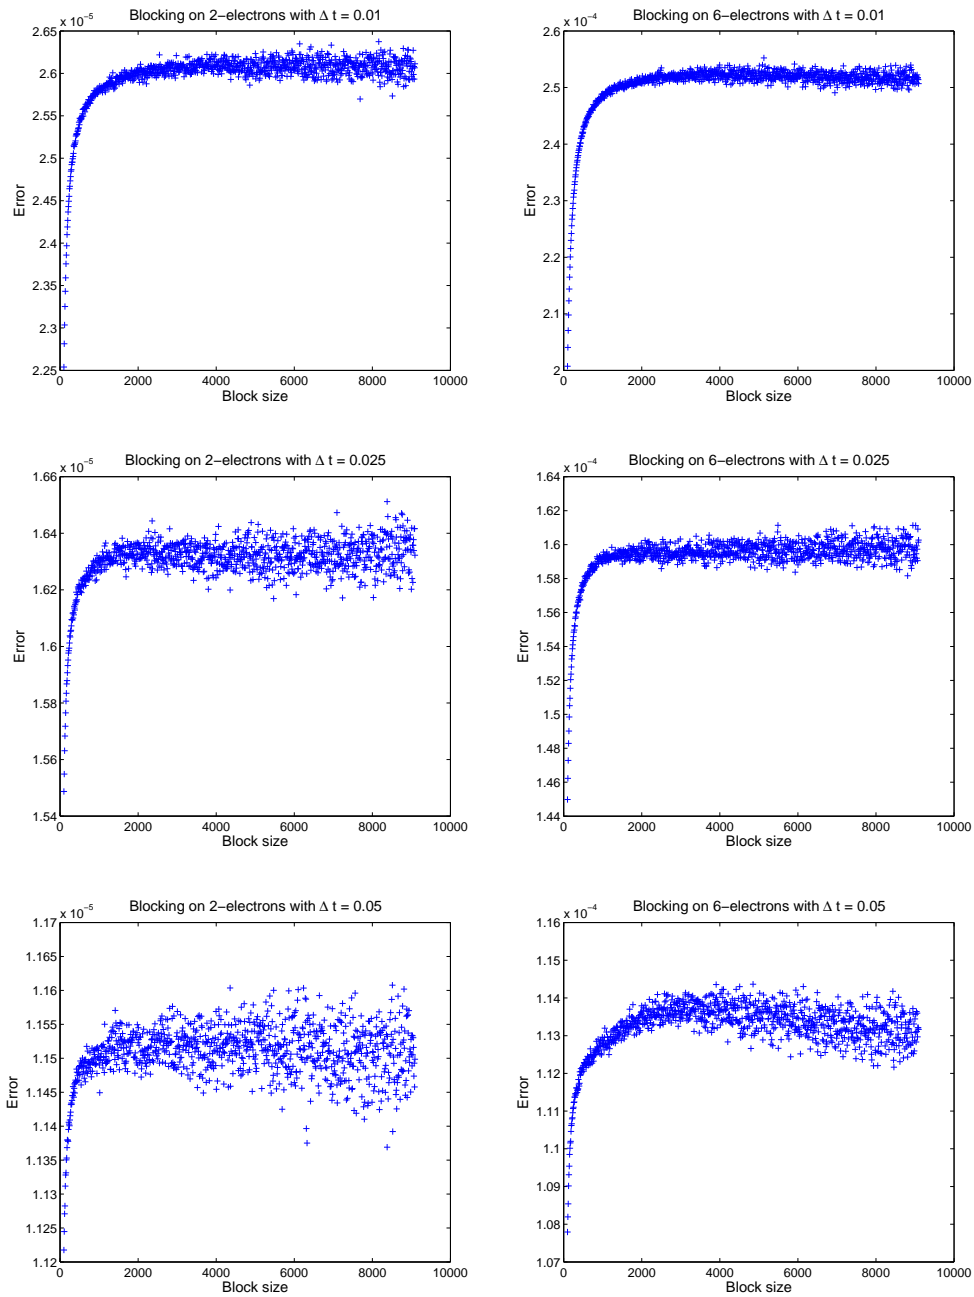 Blocking on 2−electrons with Δ t = 0.01
x 10−5
2.65
2.6
2.55
2.5
2.45
2.4
2.35
2.3
2.25
Error
0 2000 4000 6000 8000 10000
Block size
Blocking on 6−electrons with Δ t = 0.01
x 10−4
2.6
2.5
2.4
2.3
2.2
2.1
2
Error
0 2000 4000 6000 8000 10000
Block size
Blocking on 2−electrons with Δ t = 0.025
x 10−5
1.66
1.64
1.62
1.6
1.58
1.56
1.54
Error
0 2000 4000 6000 8000 10000
Block size
Blocking on 6−electrons with Δ t = 0.025
x 10−4
1.64
1.62
1.6
1.58
1.56
1.54
1.52
1.5
1.48
1.46
1.44
Error
0 2000 4000 6000 8000 10000
Block size
Blocking on 2−electrons with Δ t = 0.05
x 10−5
1.17
1.165
1.16
1.155
1.15
1.145
1.14
1.135
1.13
1.125
1.12
Error
0 2000 4000 6000 8000 10000
Block size
Blocking on 6−electrons with Δ t = 0.05
x 10−4
1.16
1.15
1.14
1.13
1.12
1.11
1.1
1.09
1.08
1.07
Error
0 2000 4000 6000 8000 10000
Block size